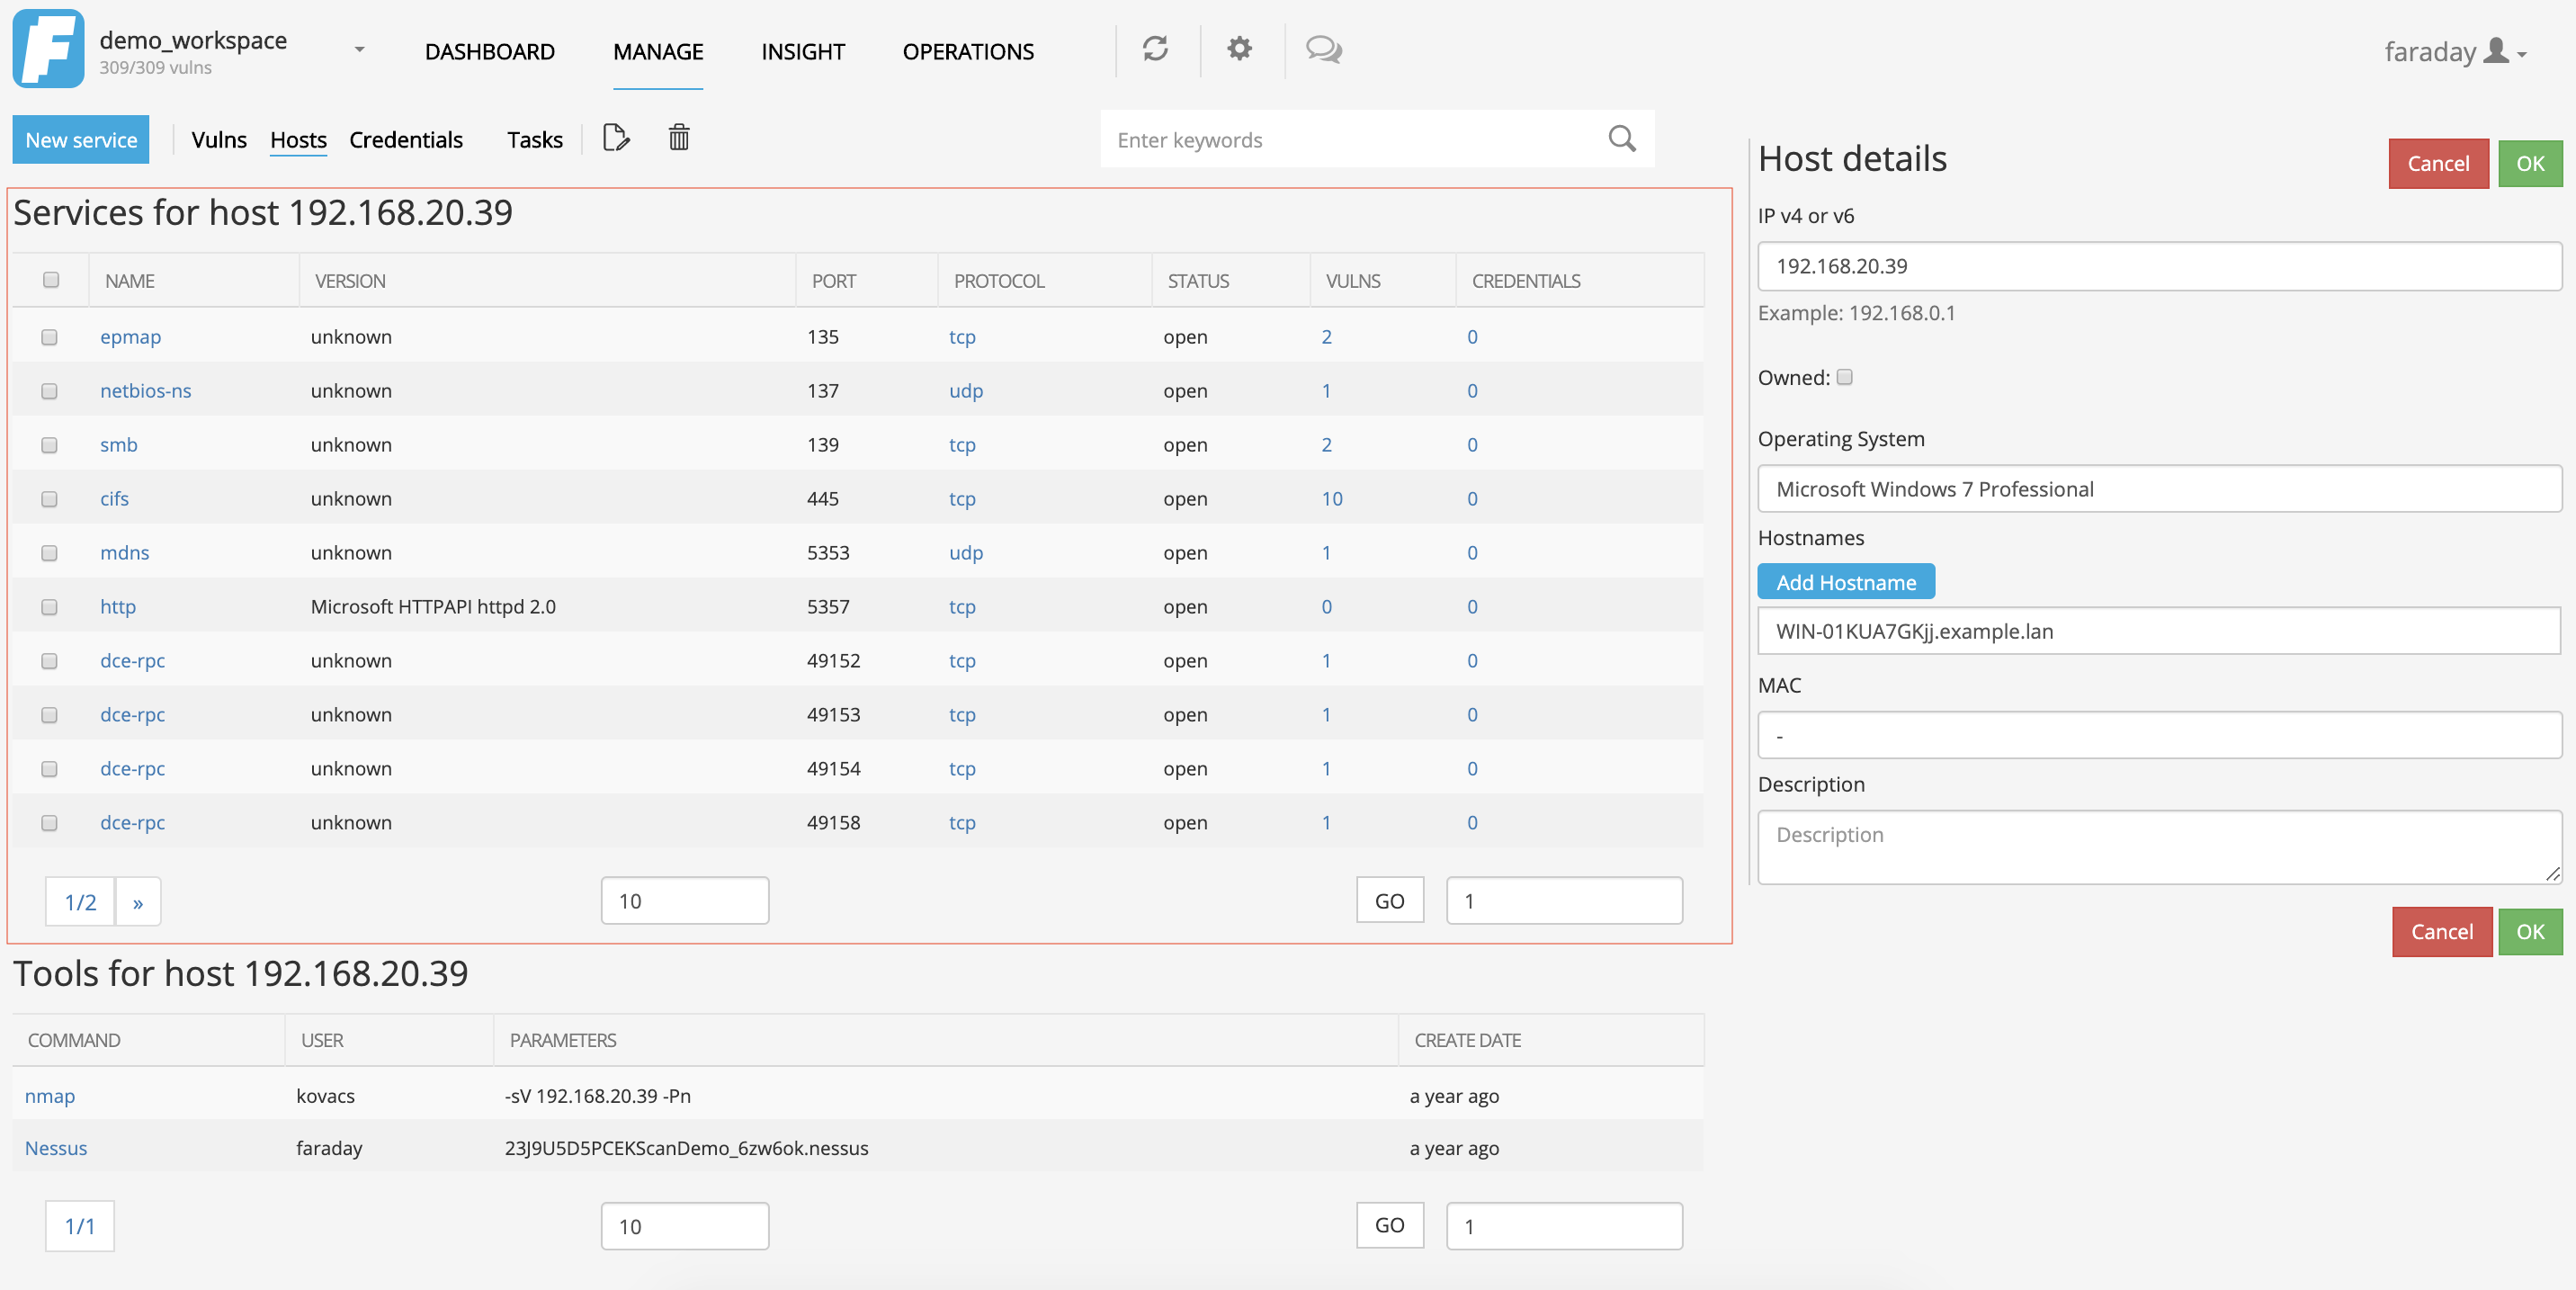 demo_workspace
309/309 vulns
DASHBOARD MANAGE INSIGHT OPERATIONS
faraday
New service Vulns Hosts Credentials Tasks
Enter keywords
Services for host 192.168.20.39
NAME VERSION PORT PROTOCOL STATUS VULNS CREDENTIALS
epmap unknown 135 tcp open 2 0
netbios-ns unknown 137 udp open 1 0
smb unknown 139 tcp open 2 0
cifs unknown 445 tcp open 10 0
mdns unknown 5353 udp open 1 0
http Microsoft HTTPAPI httpd 2.0 5357 tcp open 0 0
dce-rpc unknown 49152 tcp open 1 0
dce-rpc unknown 49153 tcp open 1 0
dce-rpc unknown 49154 tcp open 1 0
dce-rpc unknown 49158 tcp open 1 0
1/2 » 10 GO 1
Tools for host 192.168.20.39
COMMAND USER PARAMETERS CREATE DATE
nmap kovacs -sV 192.168.20.39 -Pn a year ago
Nessus faraday 23J9U5D5PCEKScanDemo_6zw6ok.nessus a year ago
1/1 10 GO 1
Host details
Cancel OK
IP v4 or v6
192.168.20.39
Example: 192.168.0.1
Owned:
Operating System
Microsoft Windows 7 Professional
Hostnames
Add Hostname
WIN-01KUA7GKjj.example.lan
MAC
-
Description
Description
Cancel OK